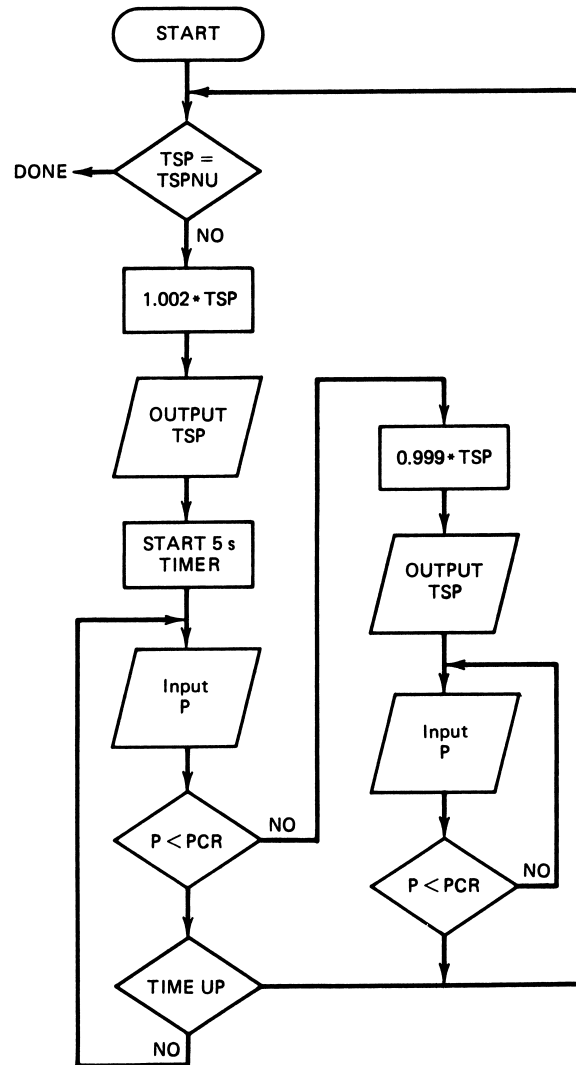 START
TSP =
TSPNU
DONE
NO
1.002* TSP
OUTPUT
TSP
START 5 s
TIMER
Input
P
P < PCR
NO
TIME UP
NO
0.999* TSP
OUTPUT
TSP
Input
P
P < PCR
NO